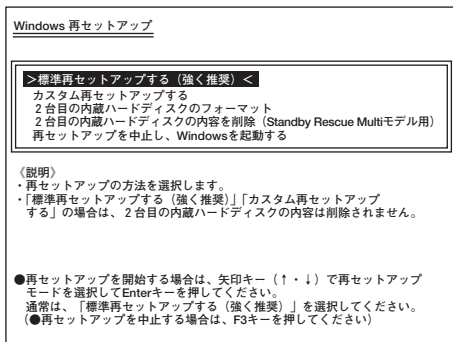 Windows 再セットアップ
＞標準再セットアップする（強く推奨）＜
カスタム再セットアップする
２台目の内蔵ハードディスクのフォーマット
２台目の内蔵ハードディスクの内容を削除（Standby Rescue Multiモデル用）
再セットアップを中止し、Windowsを起動する
《説明》
・再セットアップの方法を選択します。
・「標準再セットアップする（強く推奨）」「カスタム再セットアップ
する」の場合は、２台目の内蔵ハードディスクの内容は削除されません。
●再セットアップを開始する場合は、矢印キー（↑・↓）で再セットアップ
モードを選択してEnterキーを押してください。
通常は、「標準再セットアップする（強く推奨）」を選択してください。
（●再セットアップを中止する場合は、F3キーを押してください）